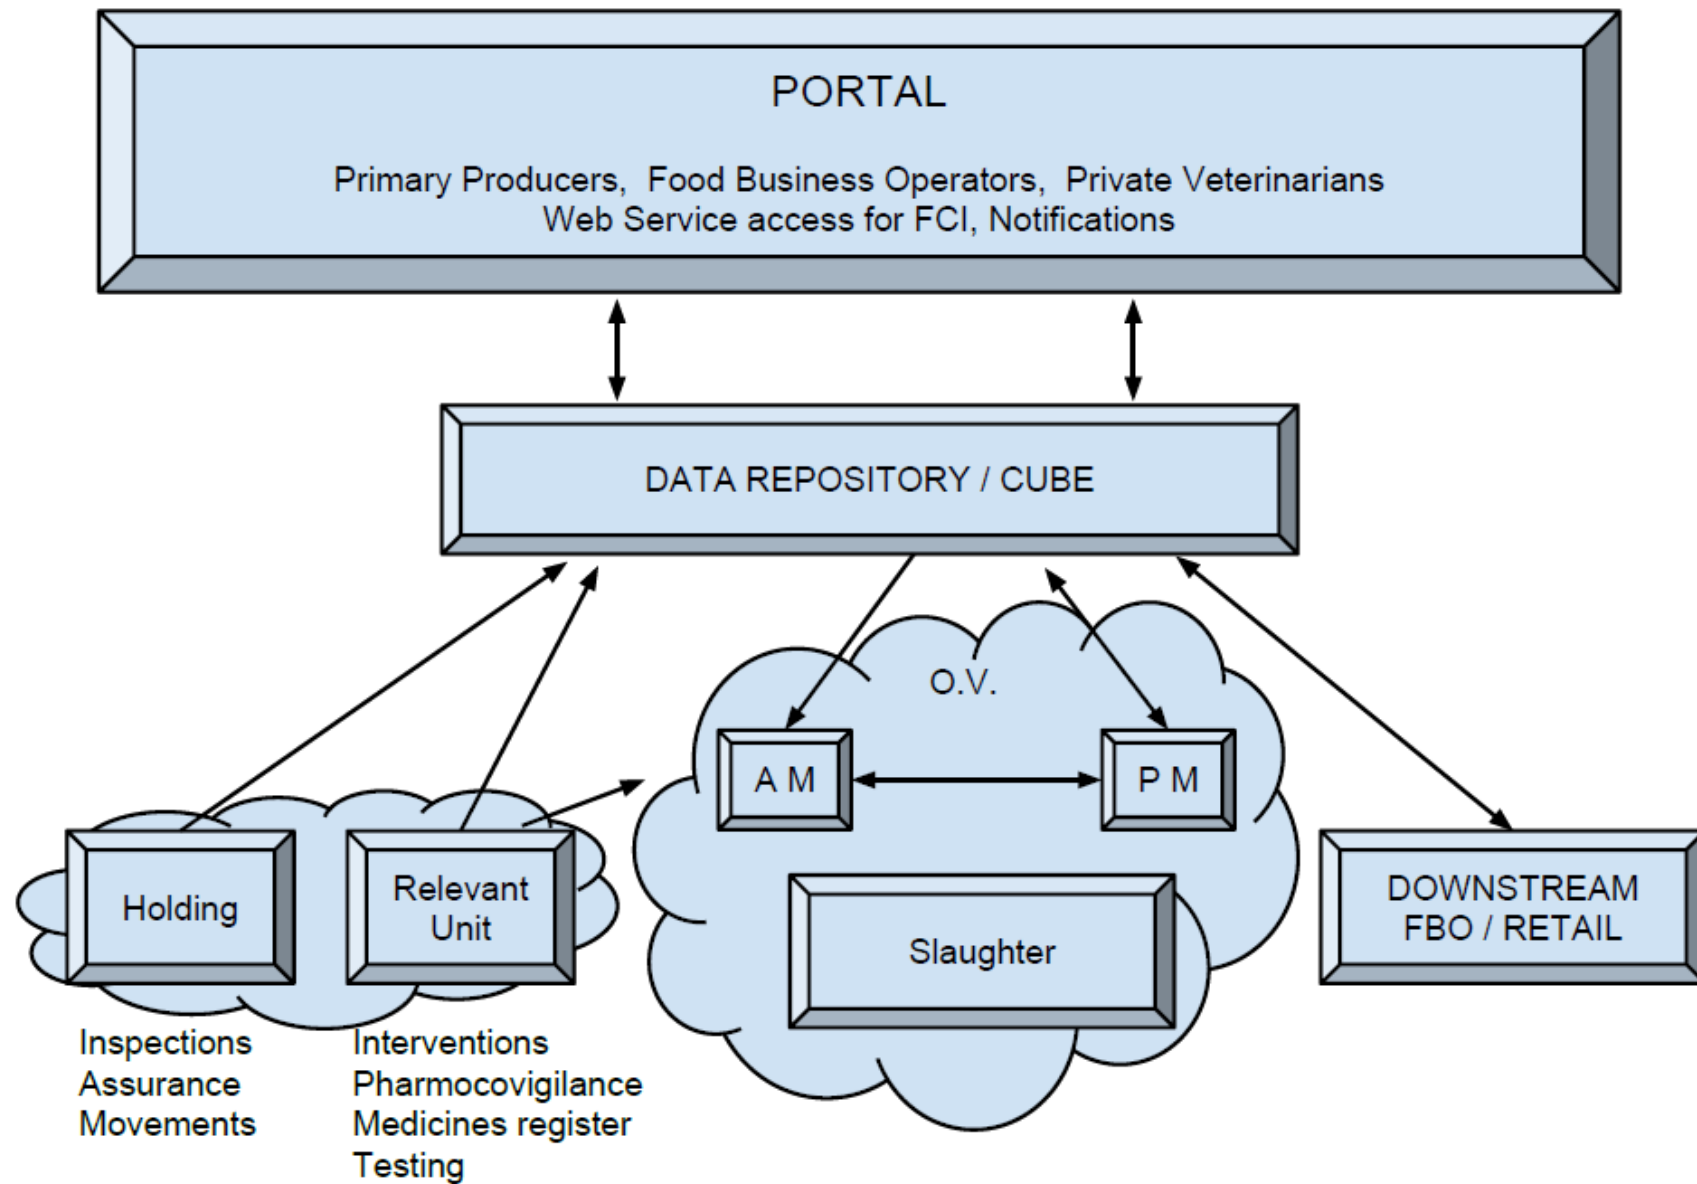 PORTAL
Primary Producers,  Food Business Operators,  Private Veterinarians
Web Service access for FCI, Notifications
DATA REPOSITORY / CUBE
O.V.
A M
P M
Holding
Relevant
Unit
Slaughter
DOWNSTREAM
FBO / RETAIL
Inspections
Assurance
Movements
Interventions
Pharmocovigilance
Medicines register
Testing